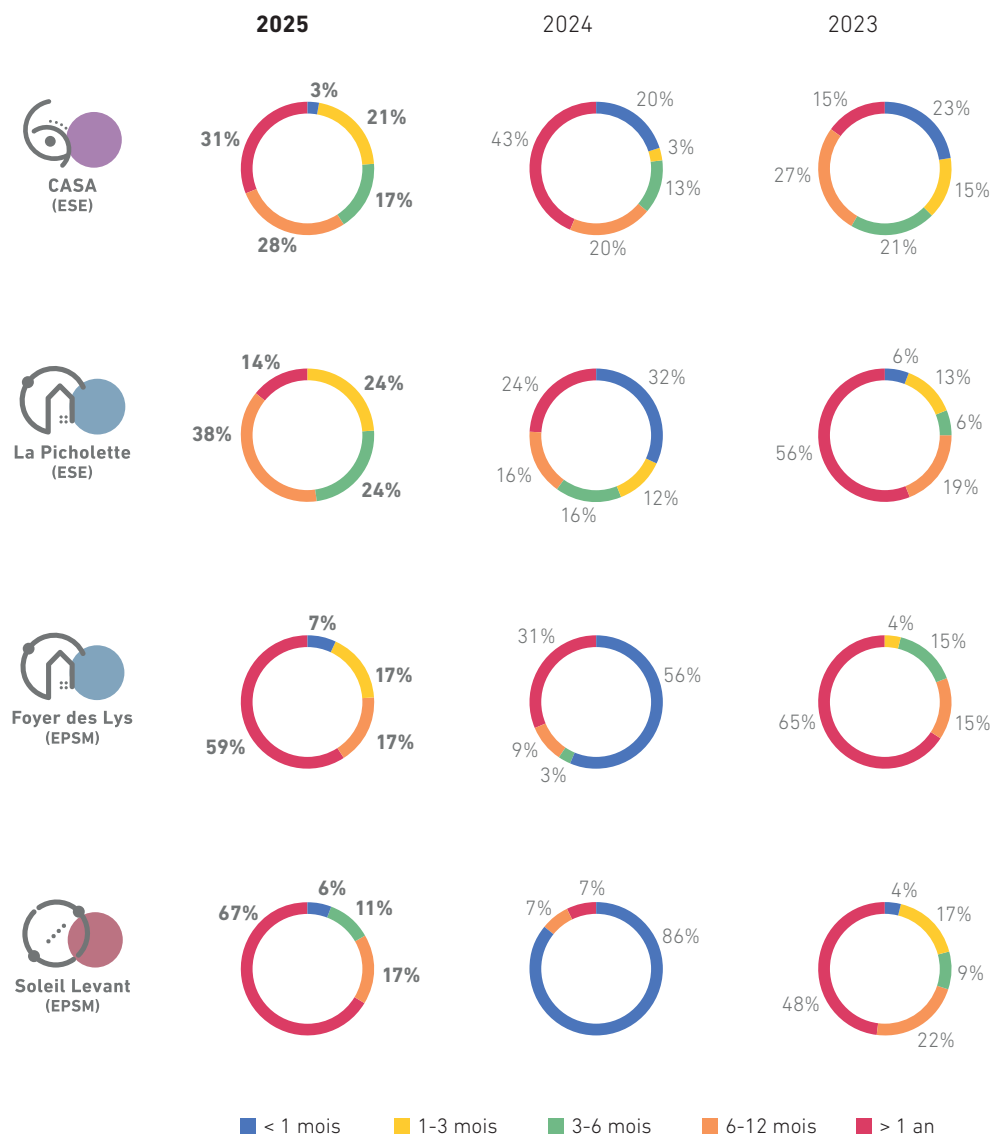 2025 2024 2023
3% 20% 23%
21% 15%
31% 43% 3%
13% 27% 15%
17%
28% 20% 21%
CASA
(ESE)
14% 24% 32% 6% 13%
24%
38% 56% 6%
16% 19%
24% 16% 12%
La Picholette
(ESE)
7% 31% 4% 15%
17% 56%
17% 65% 15%
59% 9%
3%
Foyer des Lys
(EPSM)
6% 7% 4%
67% 11% 7% 17%
86%
17% 9%
48%
22%
Soleil Levant
(EPSM)
< 1 mois 1-3 mois 3-6 mois 6-12 mois > 1 an